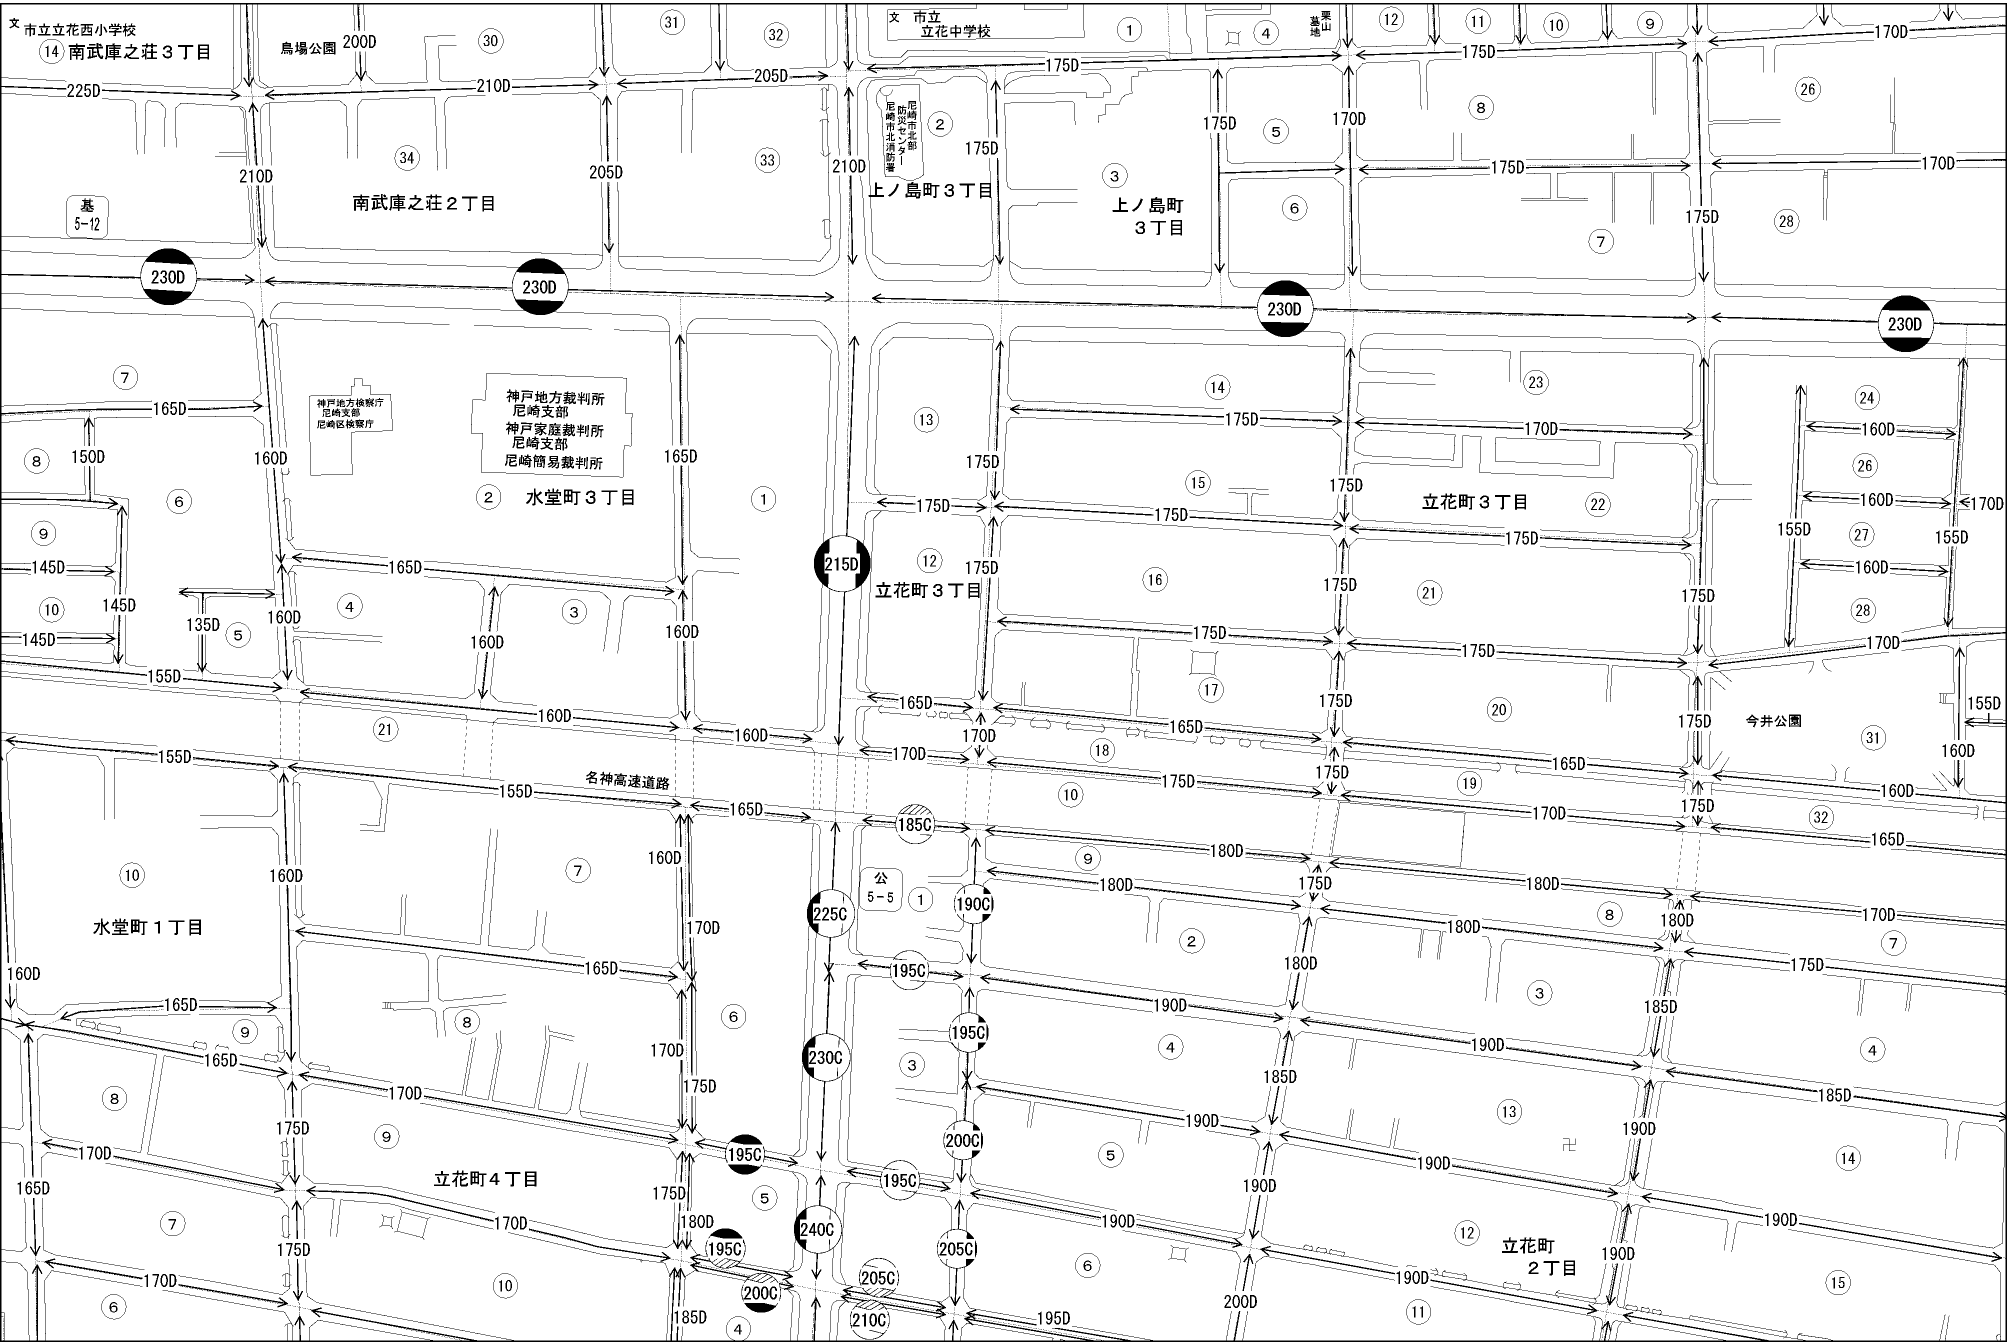 文 市立立花西小学校
14 南武庫之荘3丁目
鳥場公園
200D
30
31
32
文 市立
立花中学校
1
4
栗山
墓地
12
11
10
9
170D
225D
210D
205D
175D
175D
26
34
33
210D
205D
210D
尼崎市北部
防災センター
尼崎市北消防署
2
175D
3
175D
5
170D
8
175D
170D
基
5-12
南武庫之荘2丁目
上ノ島町3丁目
上ノ島町
3丁目
6
7
175D
28
230D
230D
230D
230D
7
165D
神戸地方検察庁
尼崎支部
尼崎区検察庁
神戸地方裁判所
尼崎支部
神戸家庭裁判所
尼崎支部
尼崎簡易裁判所
13
14
175D
23
170D
24
160D
8
150D
160D
165D
175D
26
6
2
水堂町3丁目
1
175D
15
175D
175D
立花町3丁目
22
160D
170D
9
145D
165D
215D
12
175D
16
175D
175D
27
155D
155D
160D
10
145D
145D
135D
5
160D
4
3
160D
160D
立花町3丁目
175D
21
175D
175D
28
170D
155D
160D
165D
17
175D
20
175D
今井公園
155D
21
160D
170D
165D
18
165D
31
160D
155D
名神高速道路
155D
165D
170D
175D
10
175D
19
170D
175D
160D
32
165D
185C
180D
9
180D
10
160D
7
160D
170D
公
5-5
1
225C
190C
180D
175D
180D
8
180D
170D
7
水堂町1丁目
160D
165D
165D
195C
2
180D
190D
3
185D
175D
9
165D
8
6
170D
175D
230C
195C
3
4
190D
4
8
170D
9
185D
190D
13
190D
185D
175D
170D
165D
195C
200C
195C
5
190D
190D
14
立花町4丁目
175D
180D
5
190D
190D
7
175D
170D
195C
240C
205C
12
立花町
2丁目
190D
170D
10
200C
205C
210C
6
190D
15
6
185D
4
195D
200D
11